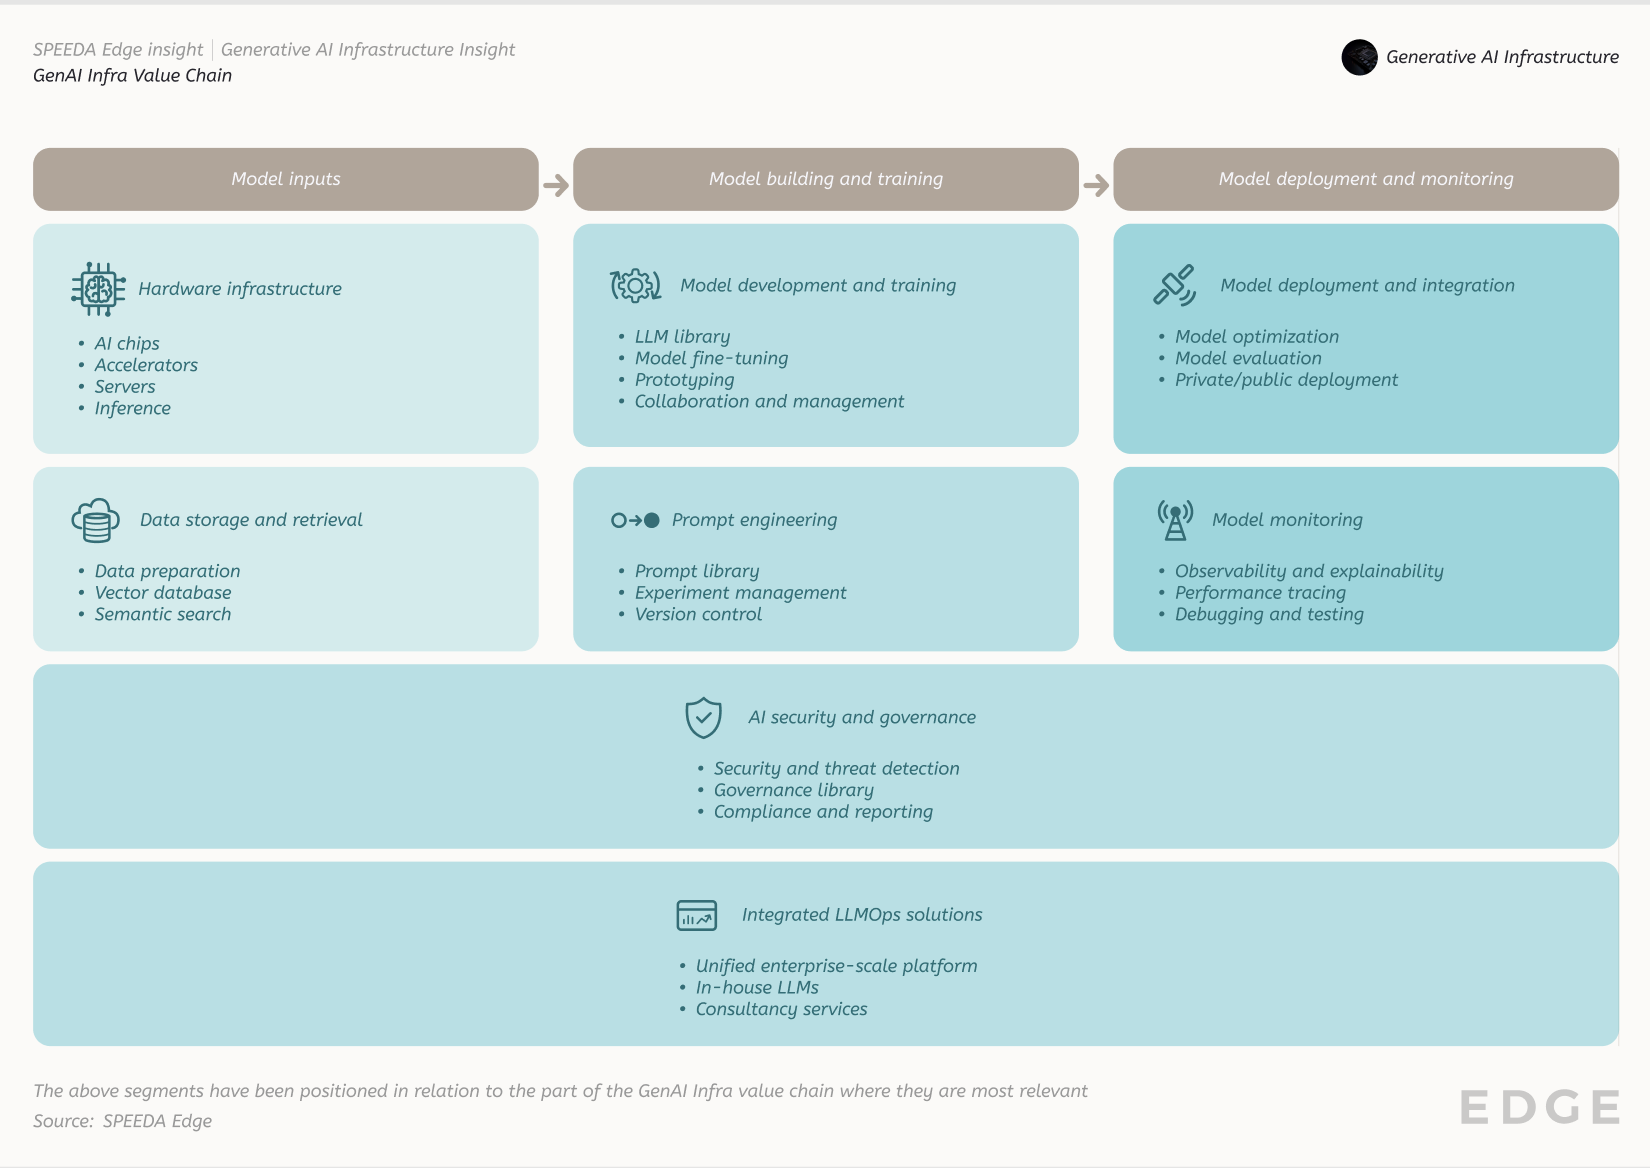 SPEEDA Edge insight | Generative AI Infrastructure Insight
GenAI Infra Value Chain
Generative AI Infrastructure
Model inputs
Model building and training
Model deployment and monitoring
Hardware infrastructure
• AI chips
• Accelerators
• Servers
• Inference
Model development and training
• LLM library
• Model fine-tuning
• Prototyping
• Collaboration and management
Model deployment and integration
• Model optimization
• Model evaluation
• Private/public deployment
Data storage and retrieval
• Data preparation
• Vector database
• Semantic search
Prompt engineering
• Prompt library
• Experiment management
• Version control
Model monitoring
• Observability and explainability
• Performance tracing
• Debugging and testing
AI security and governance
• Security and threat detection
• Governance library
• Compliance and reporting
Integrated LLMOps solutions
• Unified enterprise-scale platform
• In-house LLMs
• Consultancy services
The above segments have been positioned in relation to the part of the GenAI Infra value chain where they are most relevant
Source: SPEEDA Edge
EDGE